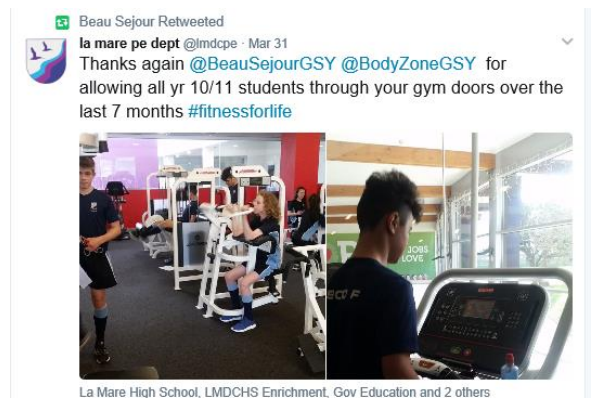 Beau Sejour Retweeted
la mare pe dept @lmdcpe · Mar 31
Thanks again @BeauSejourGSY @BodyZoneGSY for
allowing all yr 10/11 students through your gym doors over the
last 7 months #fitnessforlife
JOBS
LOVE
La Mare High School, LMDCHS Enrichment, Gov Education and 2 others